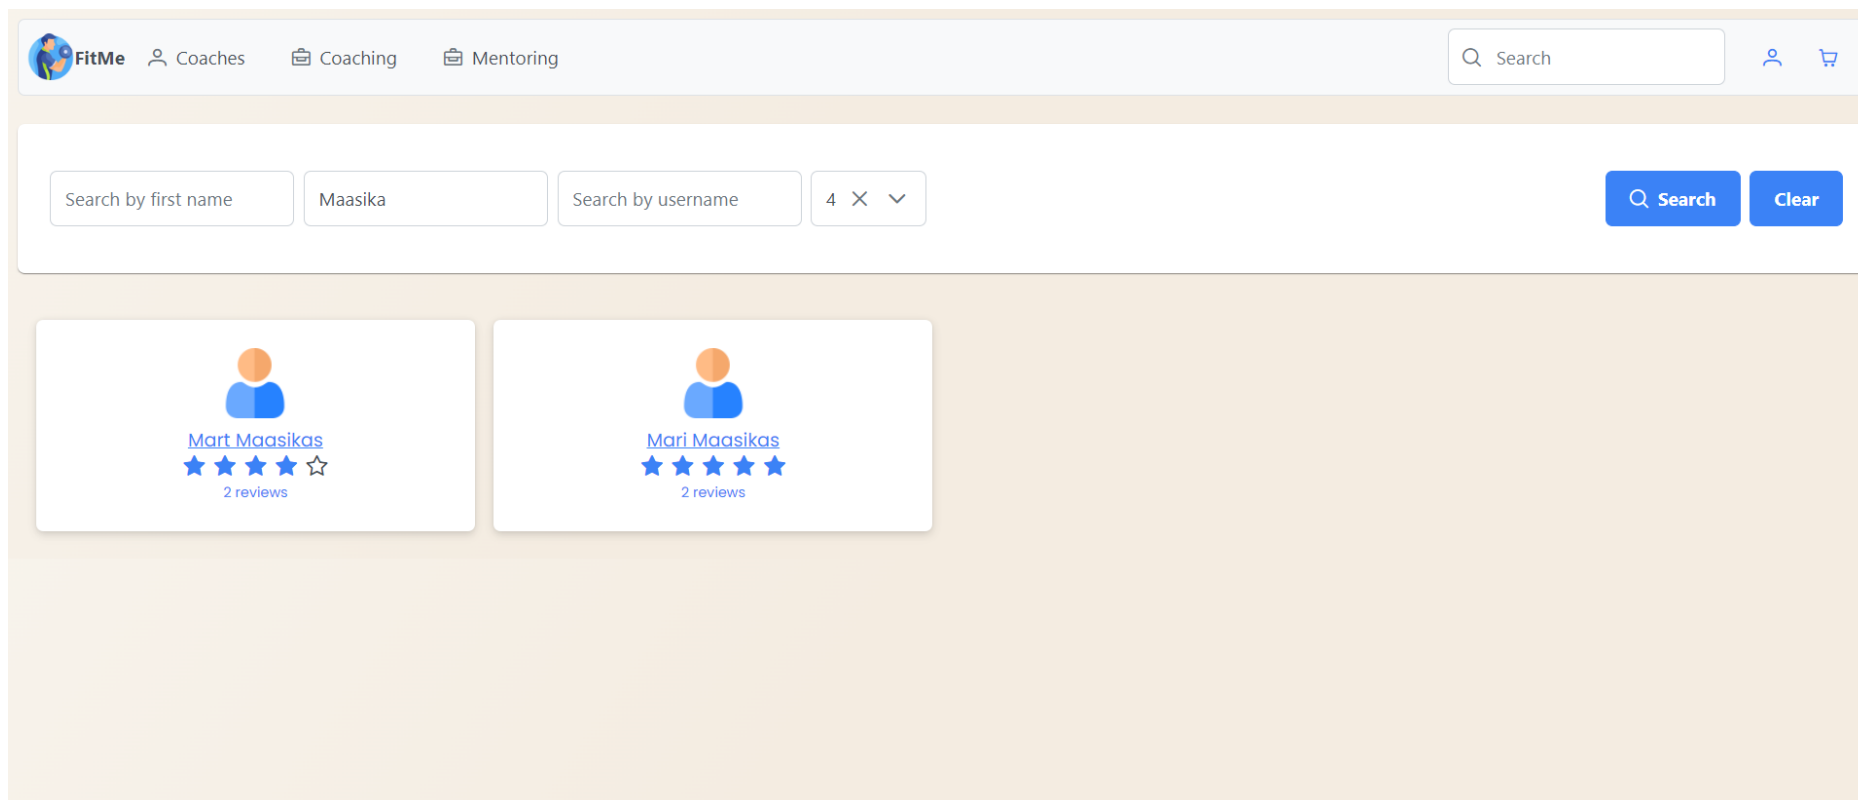 FitMe Coaches Coaching Mentoring Search
Search by first name Maasika Search by username 4 Search Clear
Mart Maasikas
2 reviews
Mari Maasikas
2 reviews